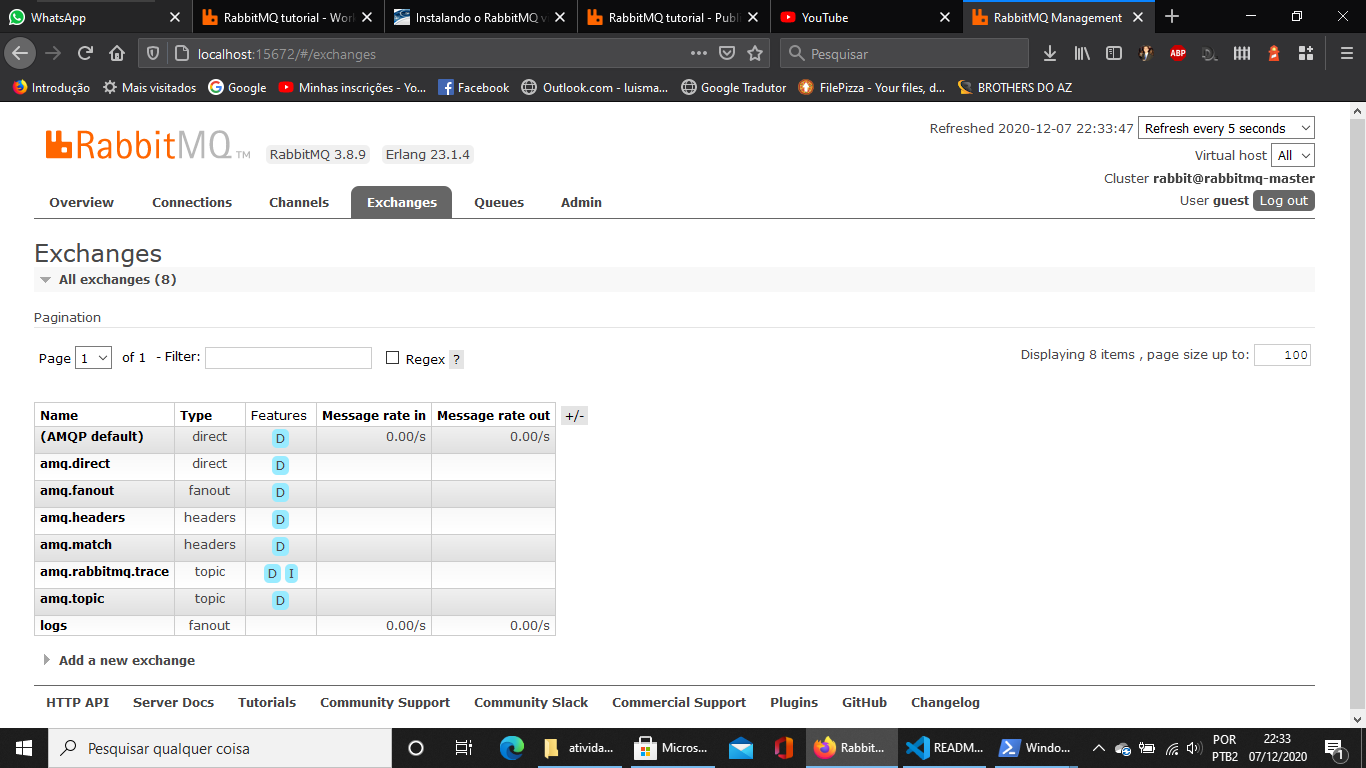 WhatsApp
RabbitMQ tutorial - Wor
Instalando o RabbitMQ v
RabbitMQ tutorial - Publi
YouTube
RabbitMQ Management
localhost:15672/#/exchanges
Pesquisar
ABP
Introdução
Mais visitados
Google
Minhas inscrições - Yo...
Facebook
Outlook.com - luisma...
Google Tradutor
FilePizza - Your files, d...
BROTHERS DO AZ
RabbitMQ TM
RabbitMQ 3.8.9
Erlang 23.1.4
Refreshed 2020-12-07 22:33:47 Refresh every 5 seconds
Virtual host All
Cluster rabbit@rabbitmq-master
User guest Log out
Overview Connections Channels Exchanges Queues Admin
Exchanges
All exchanges (8)
Pagination
Page 1 of 1 - Filter: Regex ?
Displaying 8 items , page size up to: 100
Name Type Features Message rate in Message rate out +/-
(AMQP default) direct D 0.00/s 0.00/s
amq.direct direct D
amq.fanout fanout D
amq.headers headers D
amq.match headers D
amq.rabbitmq.trace topic D I
amq.topic topic D
logs fanout 0.00/s 0.00/s
Add a new exchange
HTTP API Server Docs Tutorials Community Support Community Slack Commercial Support Plugins GitHub Changelog
Pesquisar qualquer coisa
ativida...
Micros...
Rabbit...
READM...
Windo...
POR
PTB2
22:33
07/12/2020
1